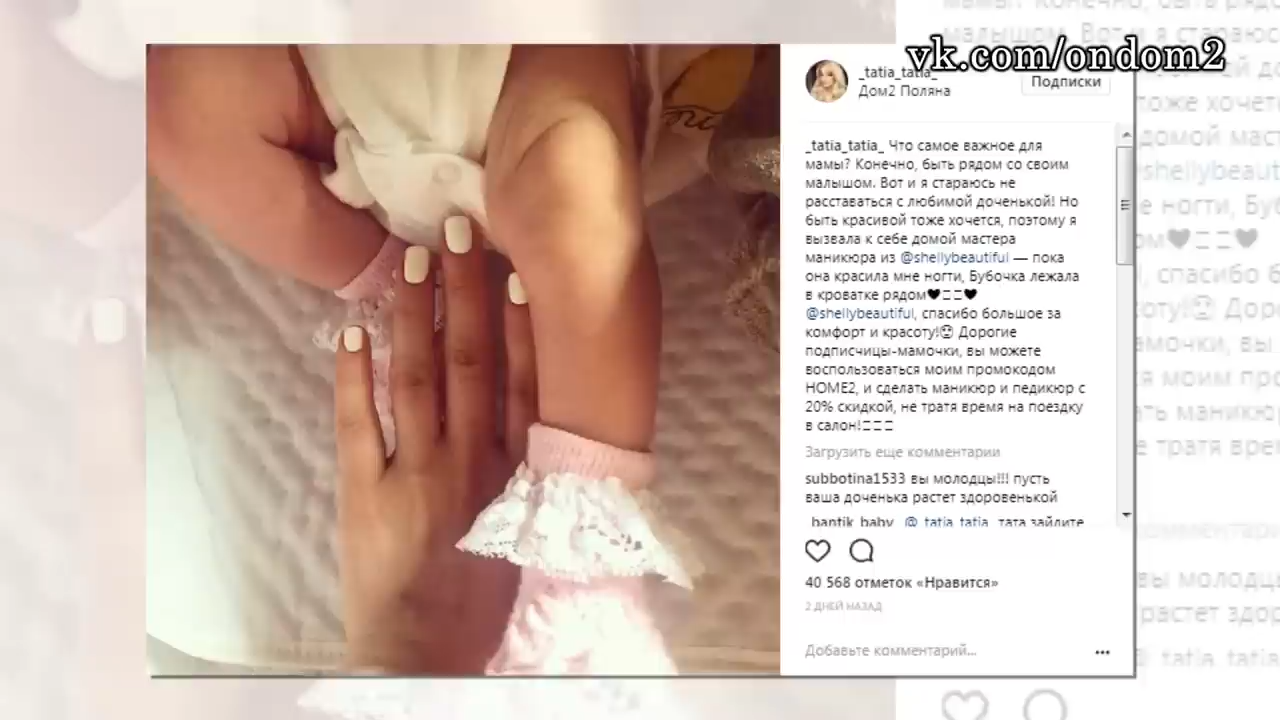 vk.com/ondom2
_tatia_tatia_
Дом2 Поляна
Подписки
_tatia_tatia_ Что самое важное для
мамы? Конечно, быть рядом со своим
малышом. Вот и я стараюсь не
расставаться с любимой доченькой! Но
быть красивой тоже хочется, поэтому я
вызвала к себе домой мастера
маникюра из @shellybeautiful — пока
она красила мне ногти, Бубочка лежала
в кроватке рядом🖤🖤
@shellybeautiful, спасибо большое за
комфорт и красоту!☺ Дорогие
подписчицы-мамочки, вы можете
воспользоваться моим промокодом
HOME2, и сделать маникюр и педикюр с
20% скидкой, не тратя время на поездку
в салон!
Загрузить еще комментарии
subbotina1533 вы молодцы!!! пусть
ваша доченька растет здоровенькой
_bantik_baby_ @_tatia_tatia_ тата зайдите
40 568 отметок «Нравится»
2 ДНЕЙ НАЗАД
Добавьте комментарий...